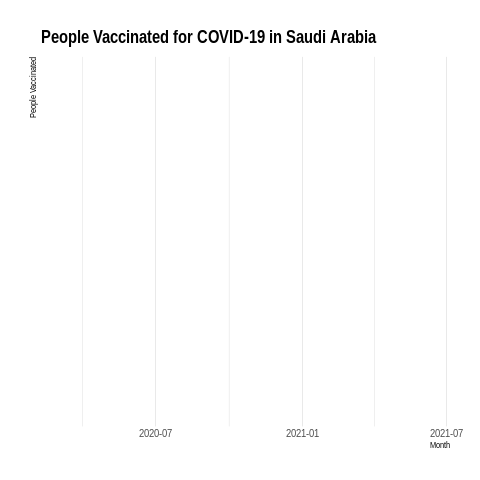 People Vaccinated for COVID-19 in Saudi Arabia
People Vaccinated
2020-07
2021-01
2021-07
Month